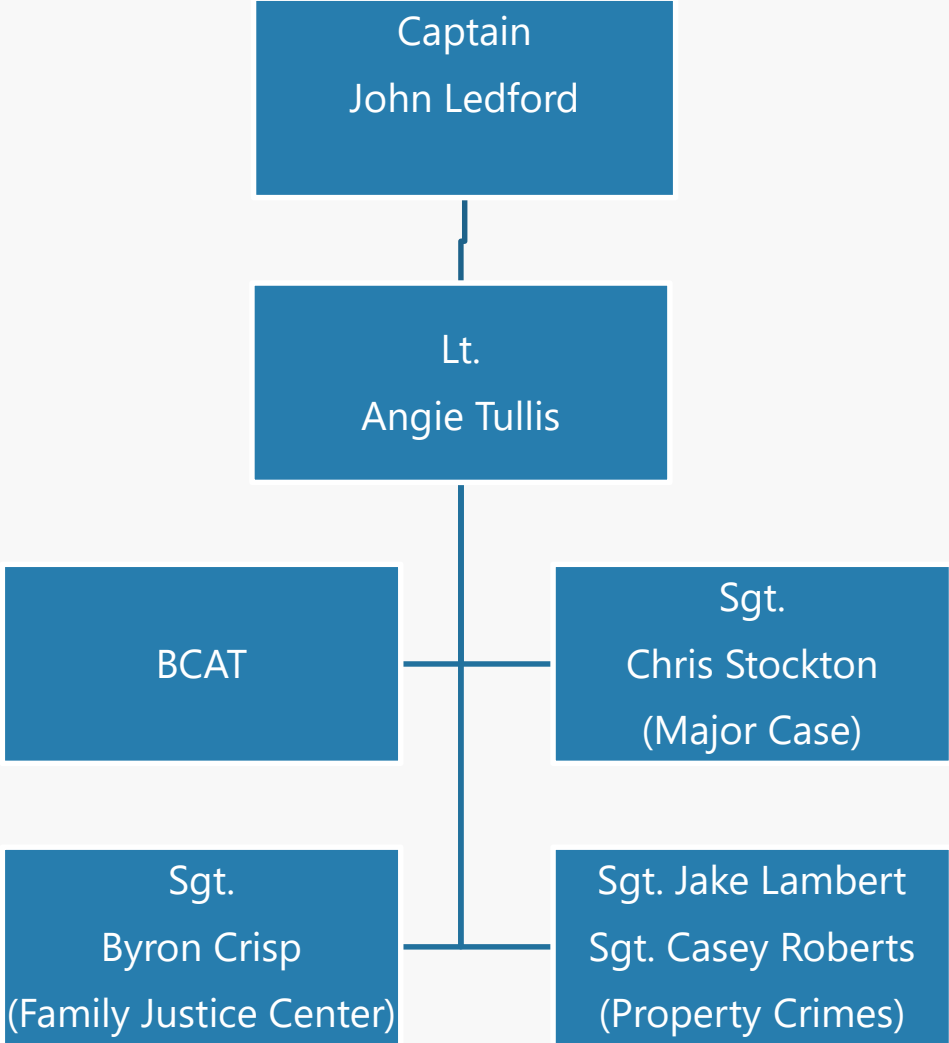 Captain
John Ledford
Lt.
Angie Tullis
BCAT
Sgt.
Chris Stockton
(Major Case)
Sgt.
Byron Crisp
(Family Justice Center)
Sgt. Jake Lambert
Sgt. Casey Roberts
(Property Crimes)